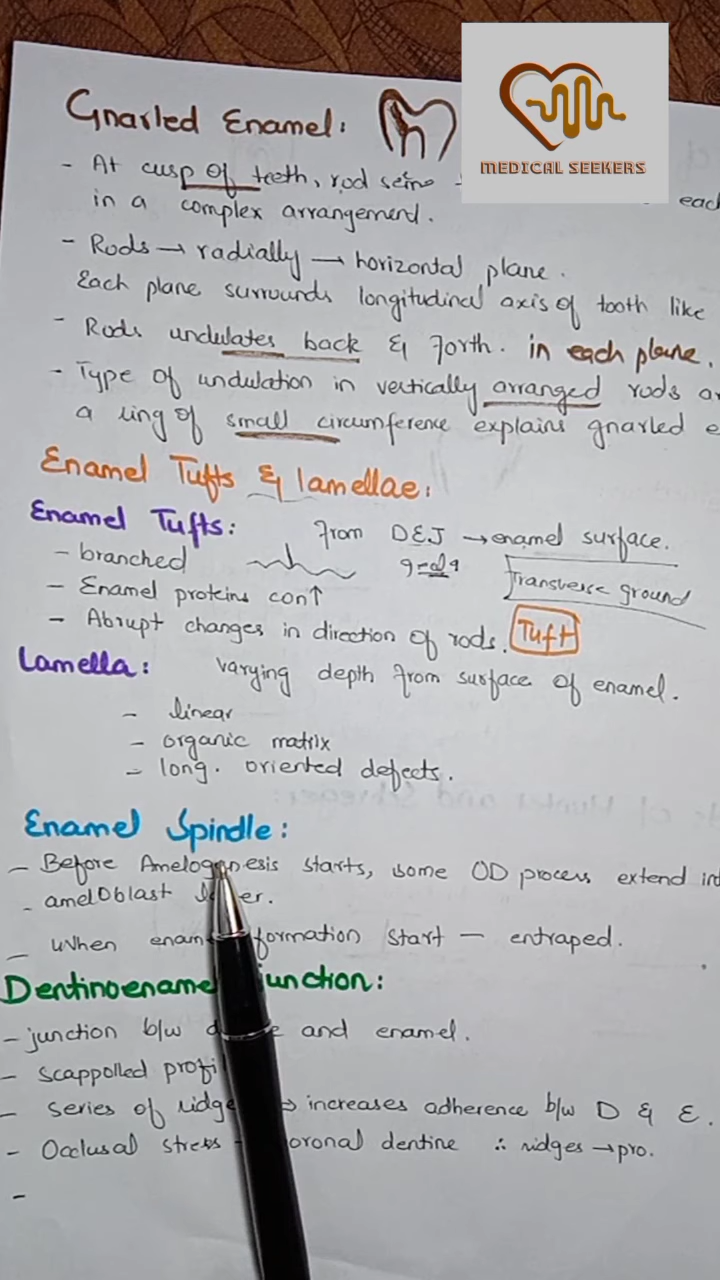 Gnarled Enamel:
MEDICAL SEEKERS
- At cusp of teeth, rod seems each
in a complex arrangement.
- Rods → radially → horizontal plane.
Each plane surrounds longitudinal axis of tooth like
- Rods undulates back & forth. in each plane.
- Type of undulation in vertically arranged rods
a ring of small circumference explains gnarled
Enamel Tufts & lamellae:
Enamel Tufts: from DEJ → enamel surface.
- branched
Transverse ground
- Enamel proteins con↑
- Abrupt changes in direction of rods. Tuft
Lamella: varying depth from surface of enamel.
- linear
- organic matrix
- long. oriented defects.
Enamel Spindle:
- Before Amelogenesis starts, some OD process extend
- ameloblast
- When formation start - entraped.
Dentinoenamel junction:
- junction b/w and enamel.
- scappolled
- series of → increases adherence b/w D & E.
- Occlusal stress dentine ∴ ridges → pro.
-